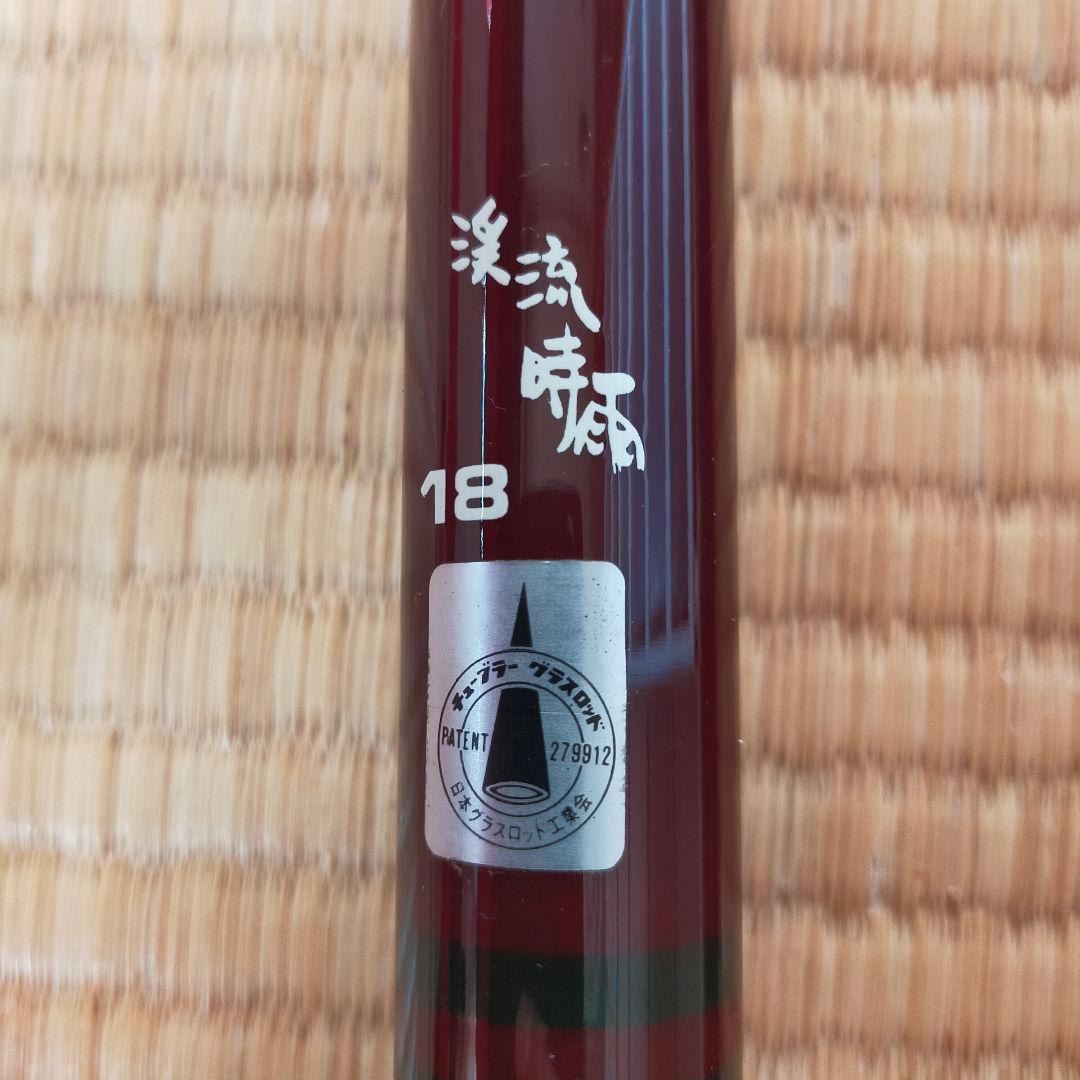 渓流
時雨
18
チューブラー グラスロッド
PATENT 279912
日本グラスロッド工業会